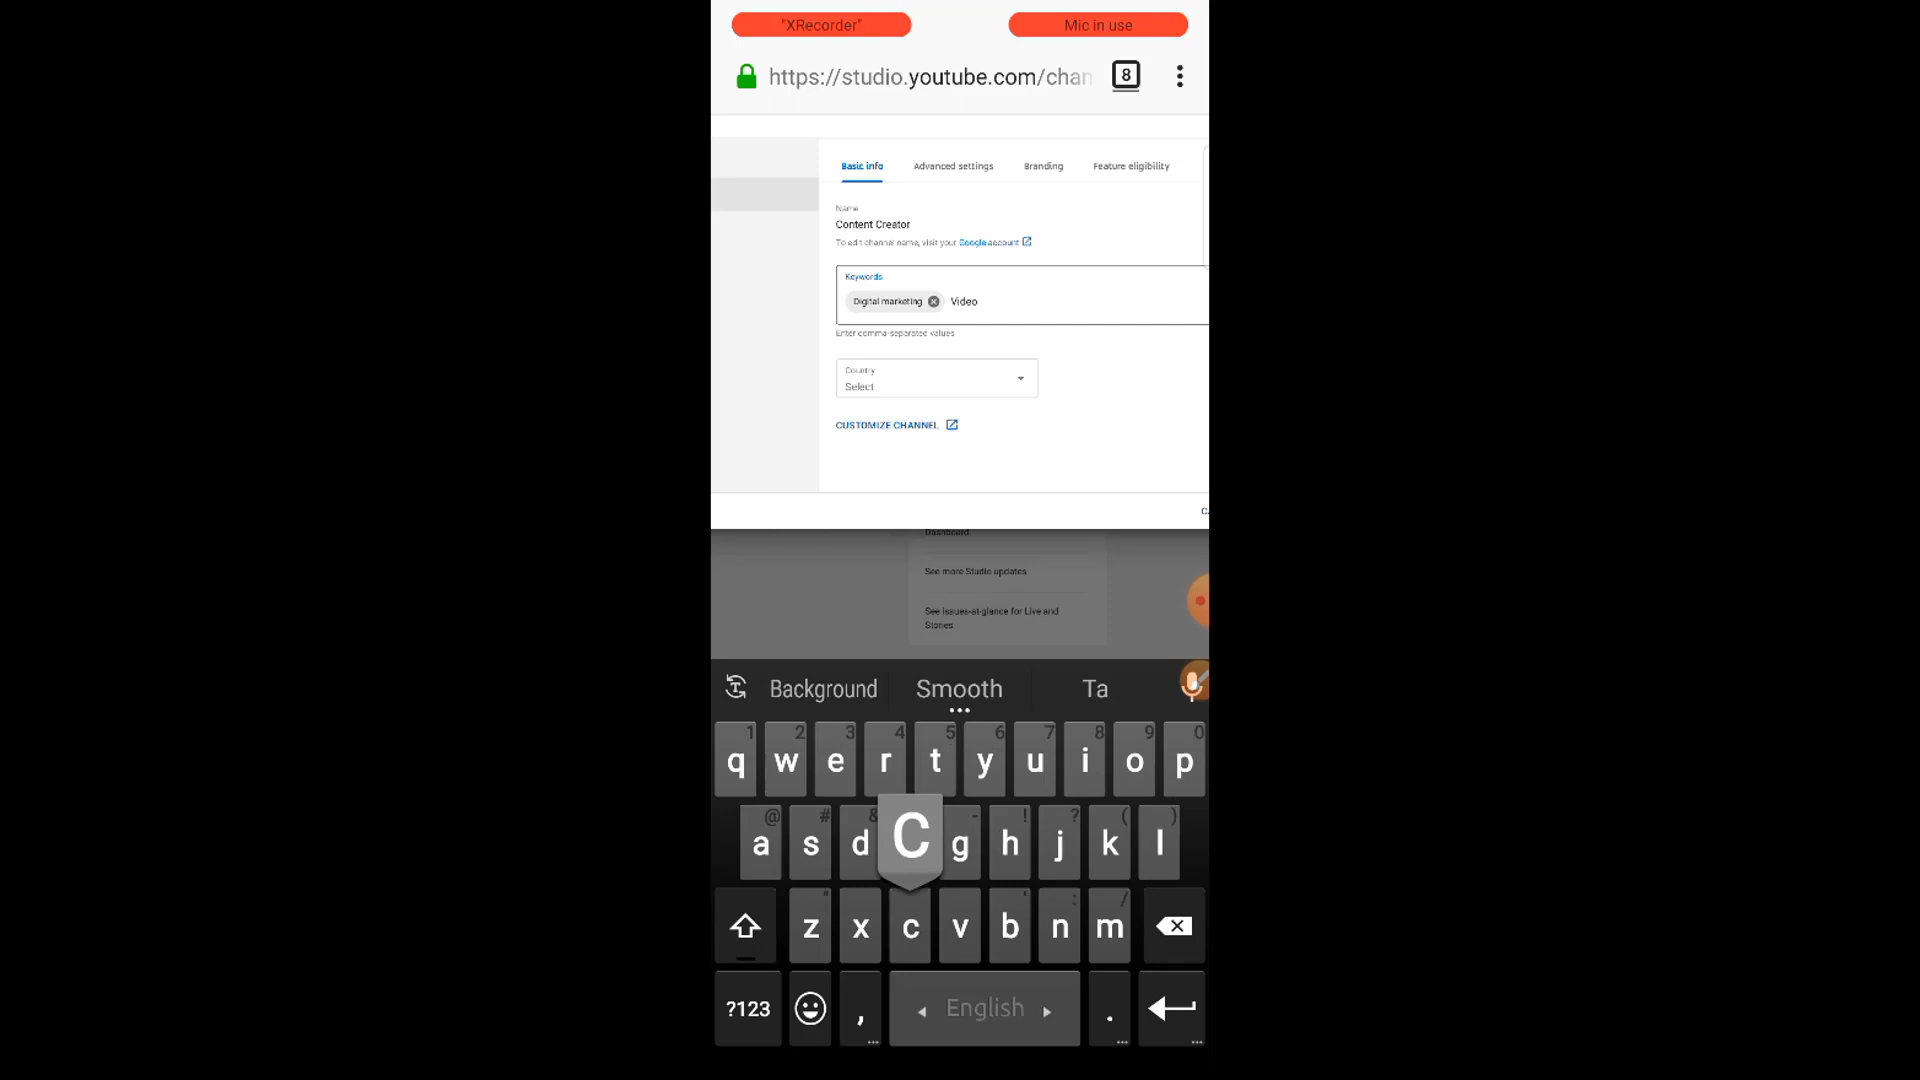 "XRecorder" Mic in use
https://studio.youtube.com/chan 8
Basic info Advanced settings Branding Feature eligibility
Name
Content Creator
To edit channel name, visit your Google account
Keywords
Digital marketing Video
Enter comma-separated values
Country
Select
CUSTOMIZE CHANNEL
Dashboard
See more Studio updates
See issues-at-glance for Live and
Stories
Background Smooth Ta
1 2 3 4 5 6 7 8 9 0
q w e r t y u i o p
@ # & - ! ? ( )
a s d C g h j k l
" ' : /
z x c v b n m
?123 , English .